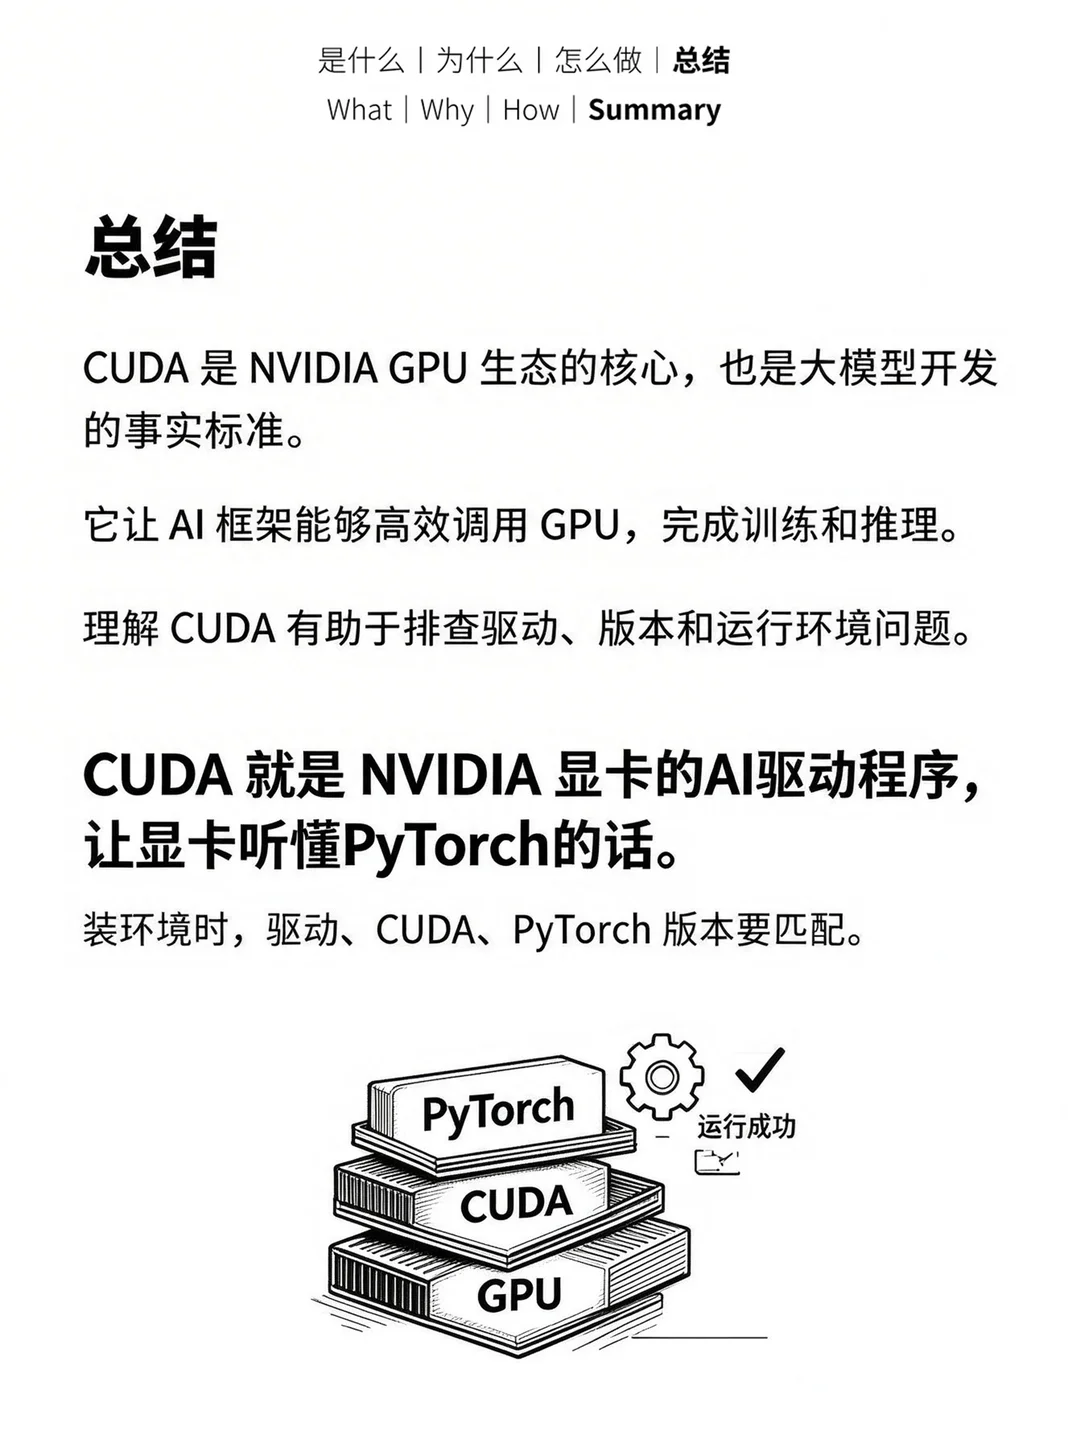 是什么｜为什么｜怎么做｜总结
What｜Why｜How｜Summary
总结
CUDA 是 NVIDIA GPU 生态的核心，也是大模型开发
的事实标准。
它让 AI 框架能够高效调用 GPU，完成训练和推理。
理解 CUDA 有助于排查驱动、版本和运行环境问题。
CUDA 就是 NVIDIA 显卡的AI驱动程序，
让显卡听懂PyTorch的话。
装环境时，驱动、CUDA、PyTorch 版本要匹配。
PyTorch
运行成功
CUDA
GPU